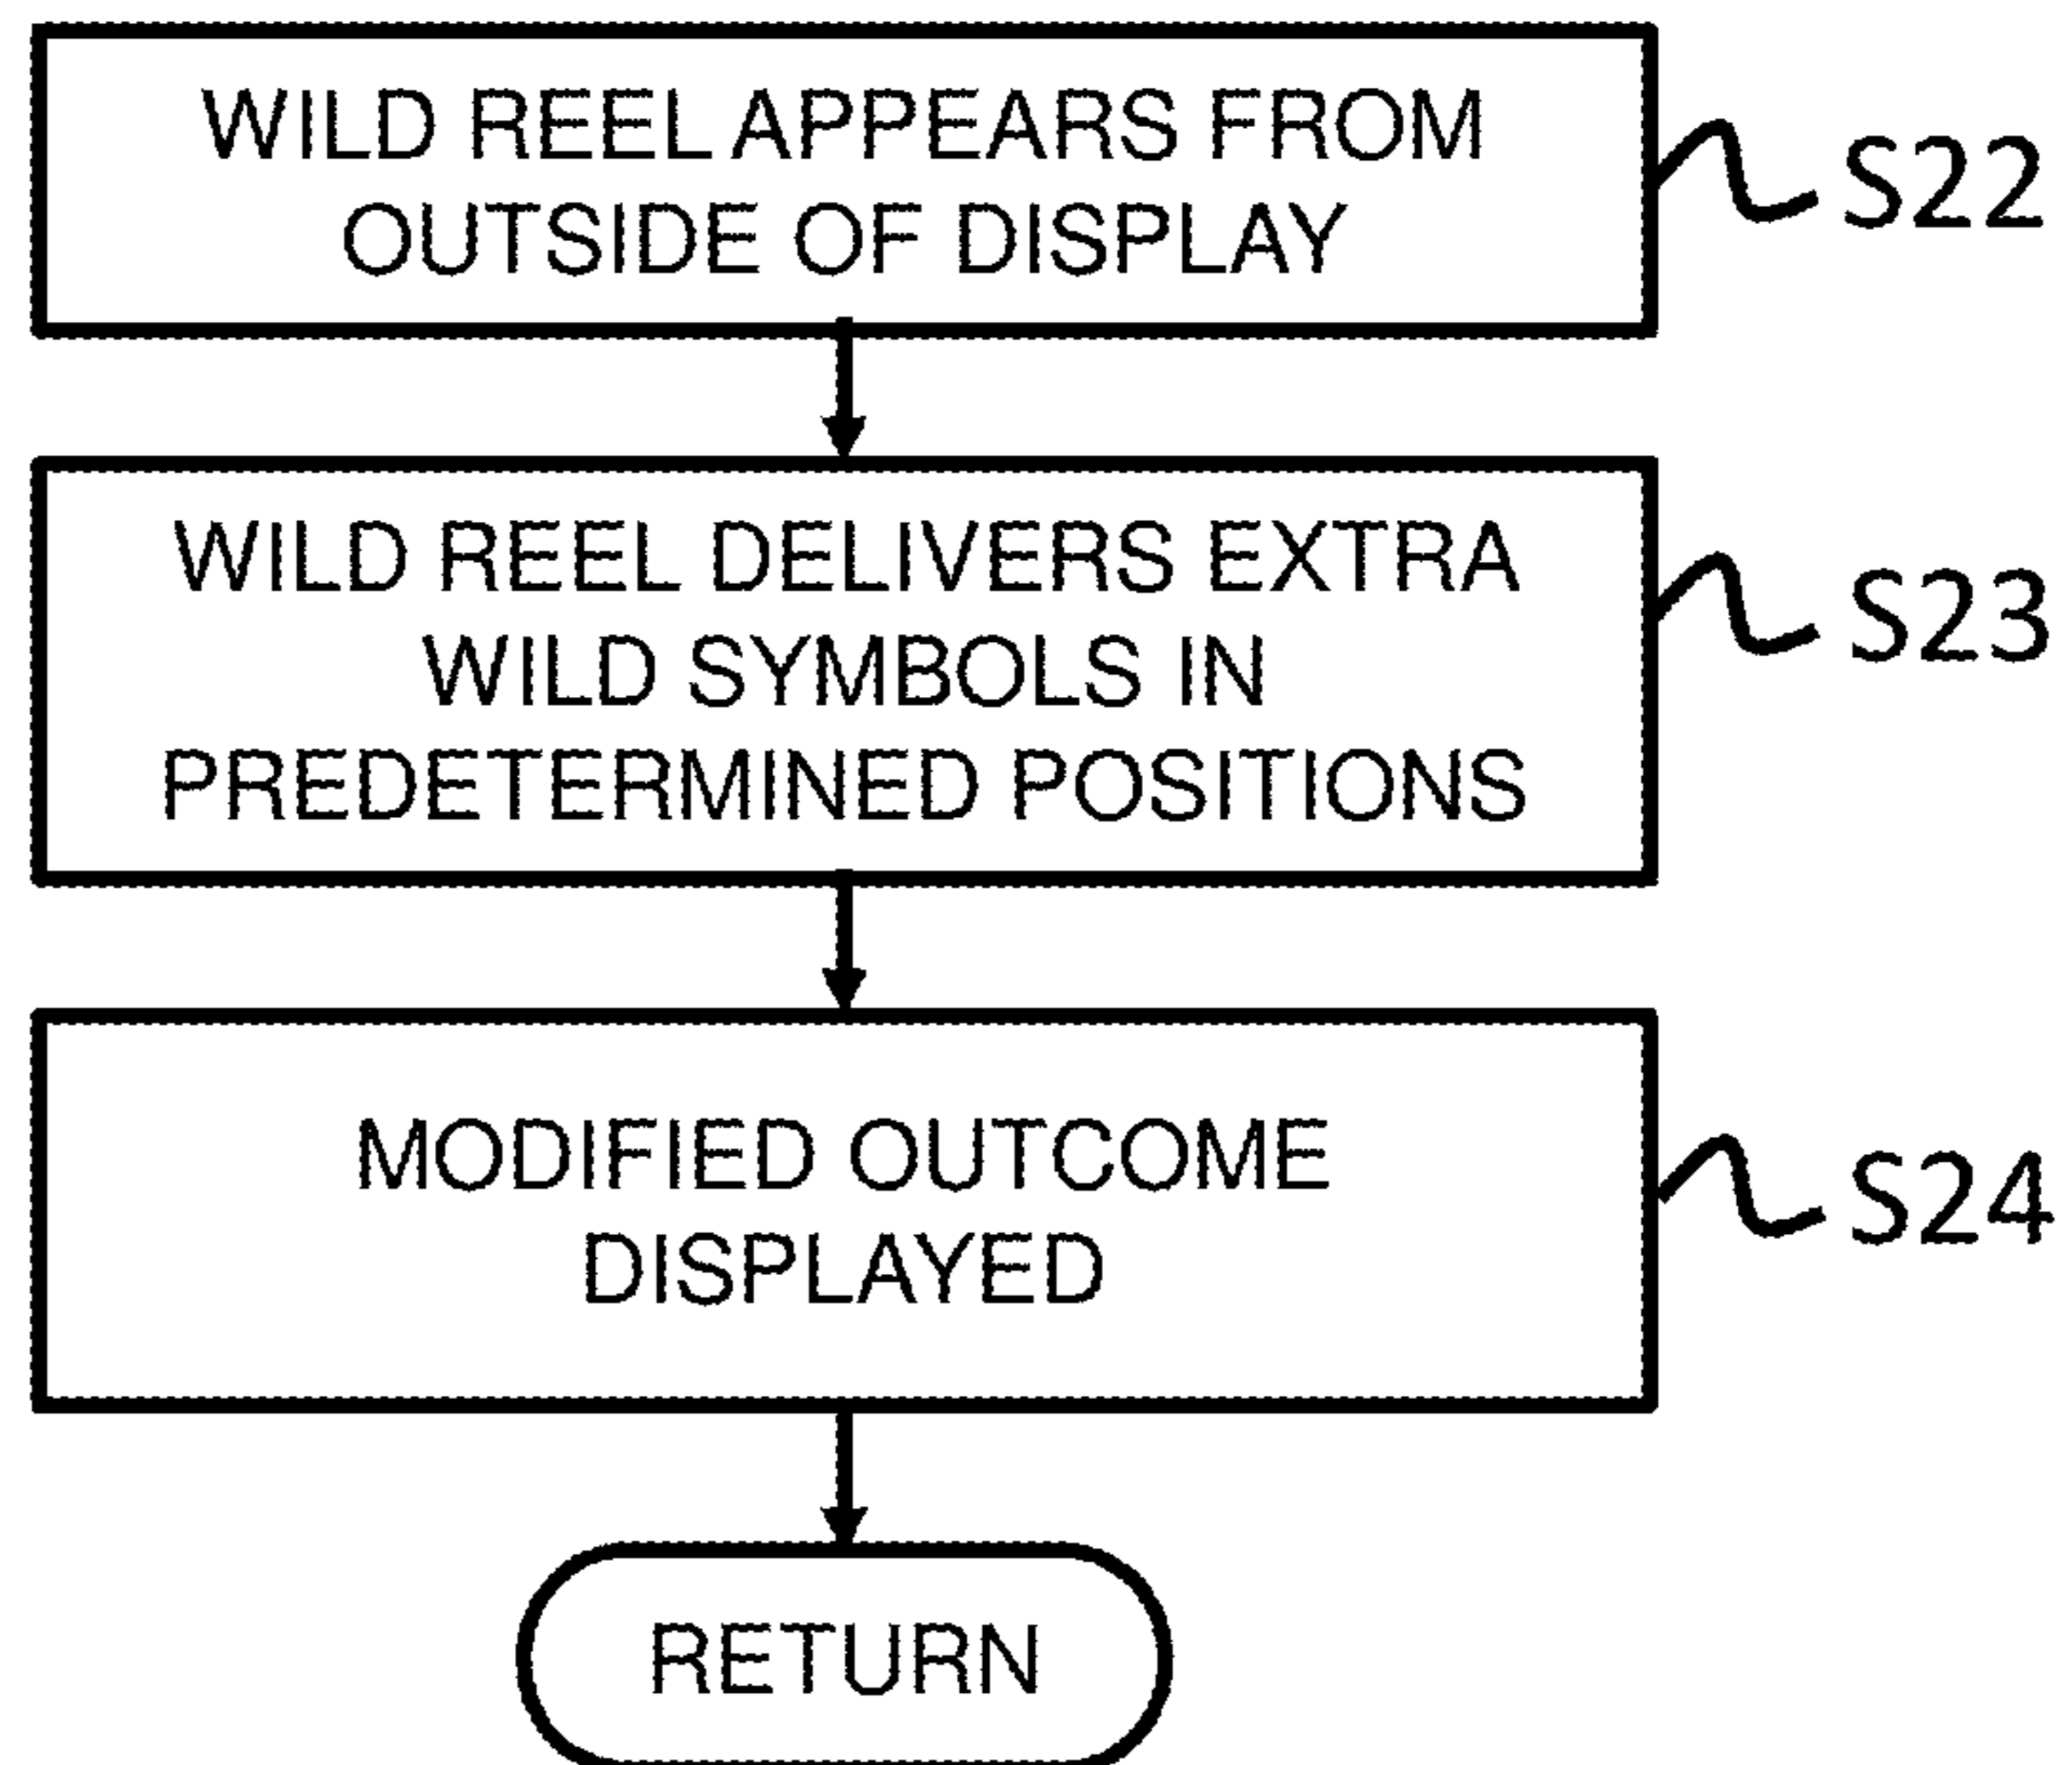 WILD REEL APPEARS FROM
OUTSIDE OF DISPLAY
S22
WILD REEL DELIVERS EXTRA
WILD SYMBOLS IN
PREDETERMINED POSITIONS
S23
MODIFIED OUTCOME
DISPLAYED
S24
RETURN